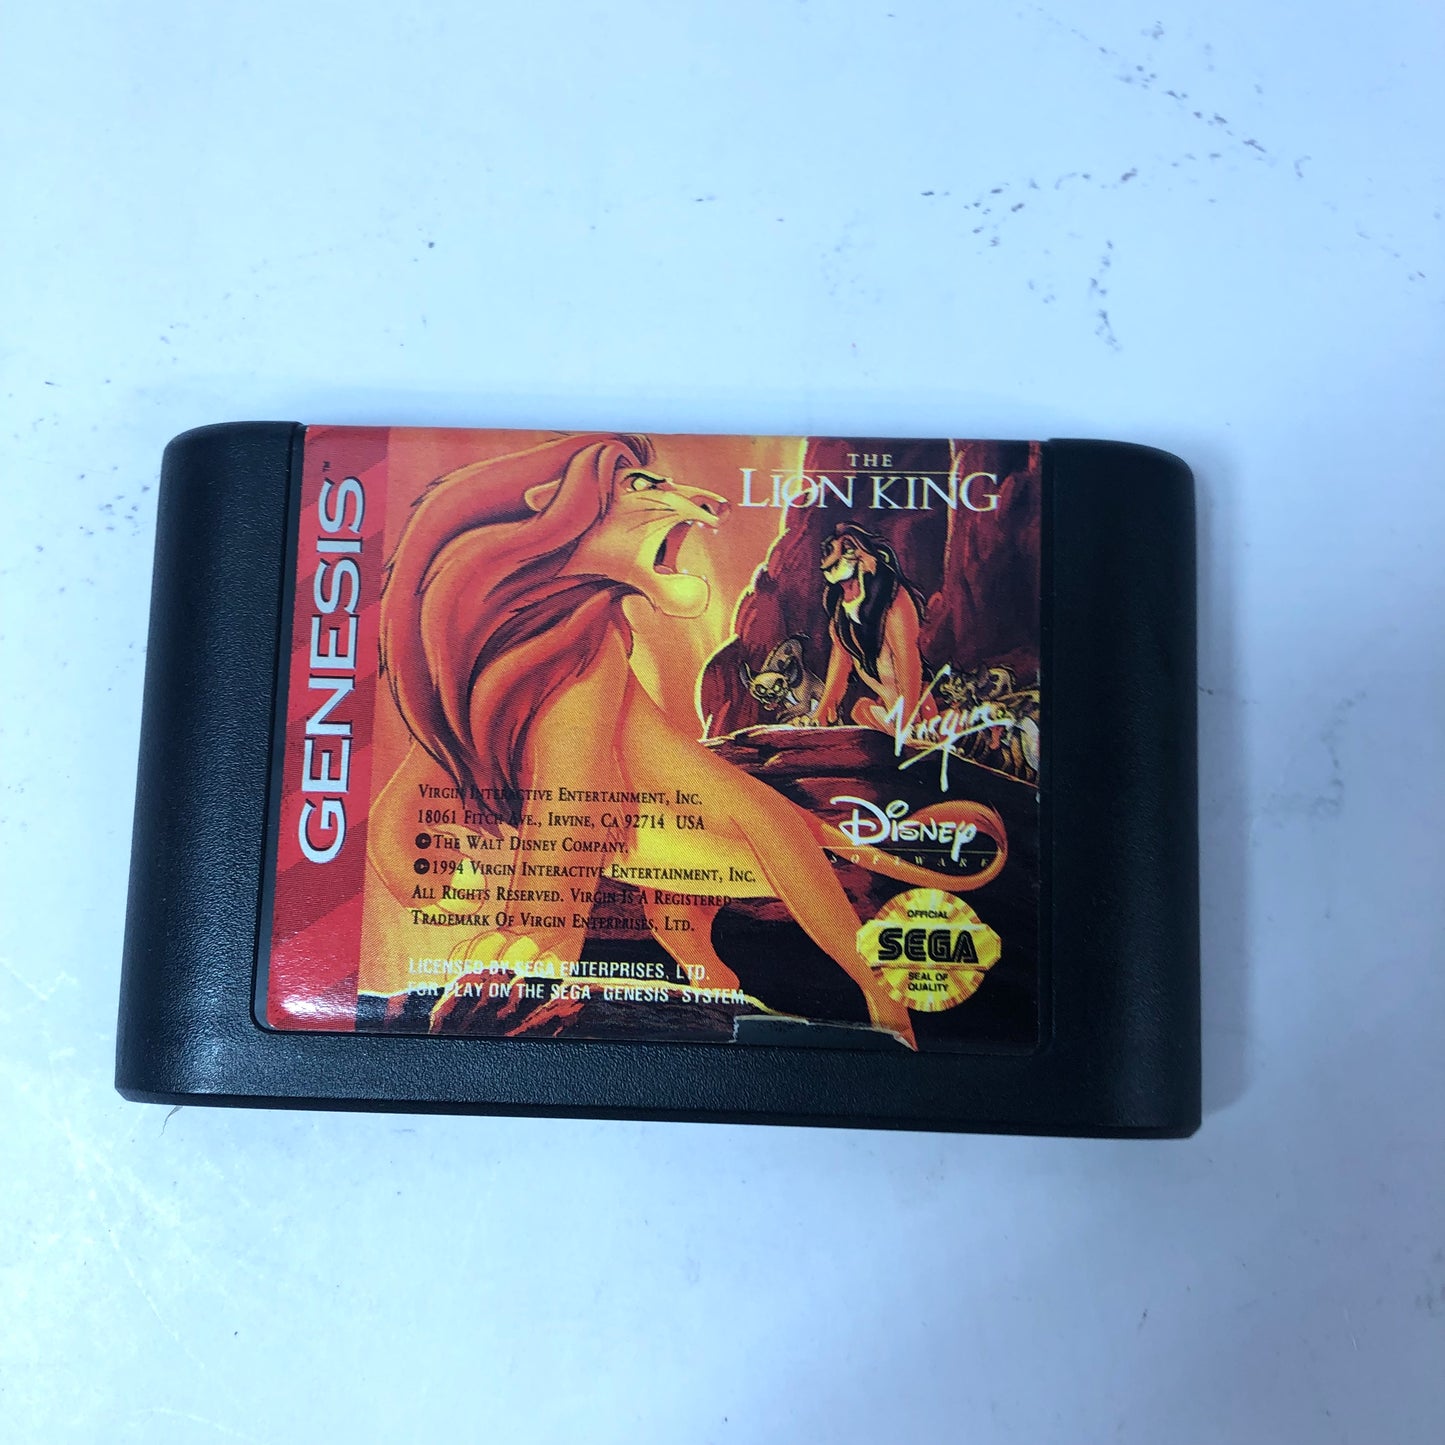 GENESIS™
THE
LION KING
Virgin
DISNEY
SOFTWARE
VIRGIN INTERACTIVE ENTERTAINMENT, INC.
18061 FITCH AVE., IRVINE, CA 92714 USA
©THE WALT DISNEY COMPANY.
©1994 VIRGIN INTERACTIVE ENTERTAINMENT, INC.
ALL RIGHTS RESERVED. VIRGIN IS A REGISTERED
TRADEMARK OF VIRGIN ENTERPRISES, LTD.
LICENSED BY SEGA ENTERPRISES, LTD.
FOR PLAY ON THE SEGA GENESIS™ SYSTEM.
OFFICIAL
SEGA
SEAL OF
QUALITY